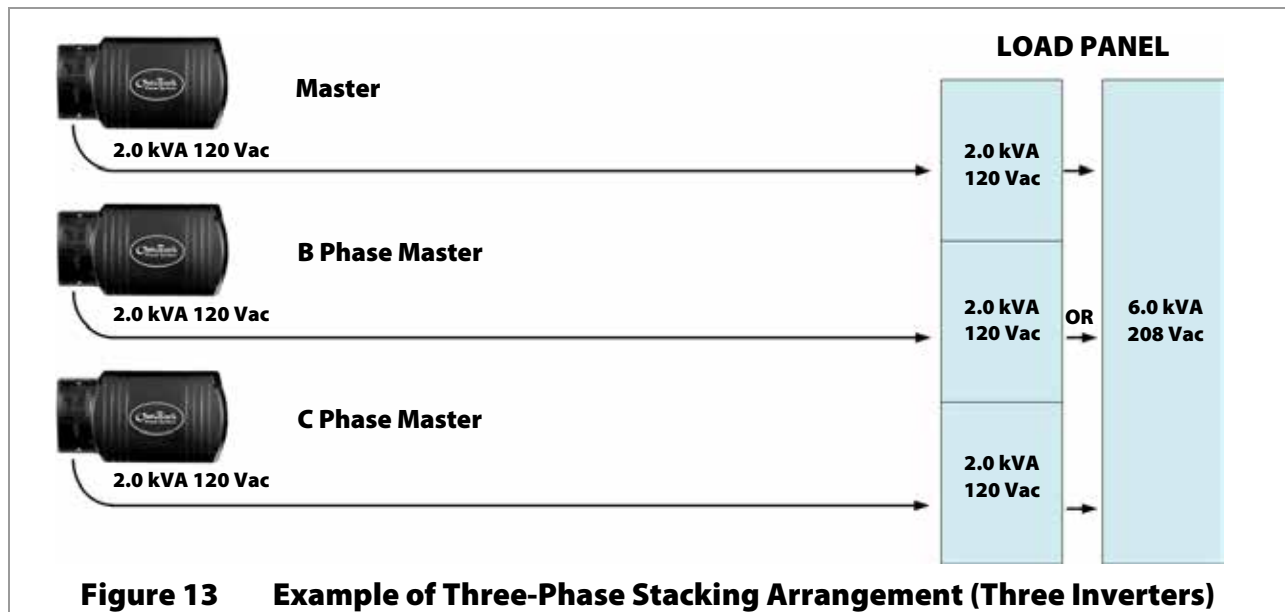 LOAD PANEL
Master
2.0 kVA 120 Vac
2.0 kVA
120 Vac
B Phase Master
2.0 kVA 120 Vac
2.0 kVA
120 Vac
OR
6.0 kVA
208 Vac
C Phase Master
2.0 kVA 120 Vac
2.0 kVA
120 Vac
Figure 13 Example of Three-Phase Stacking Arrangement (Three Inverters)